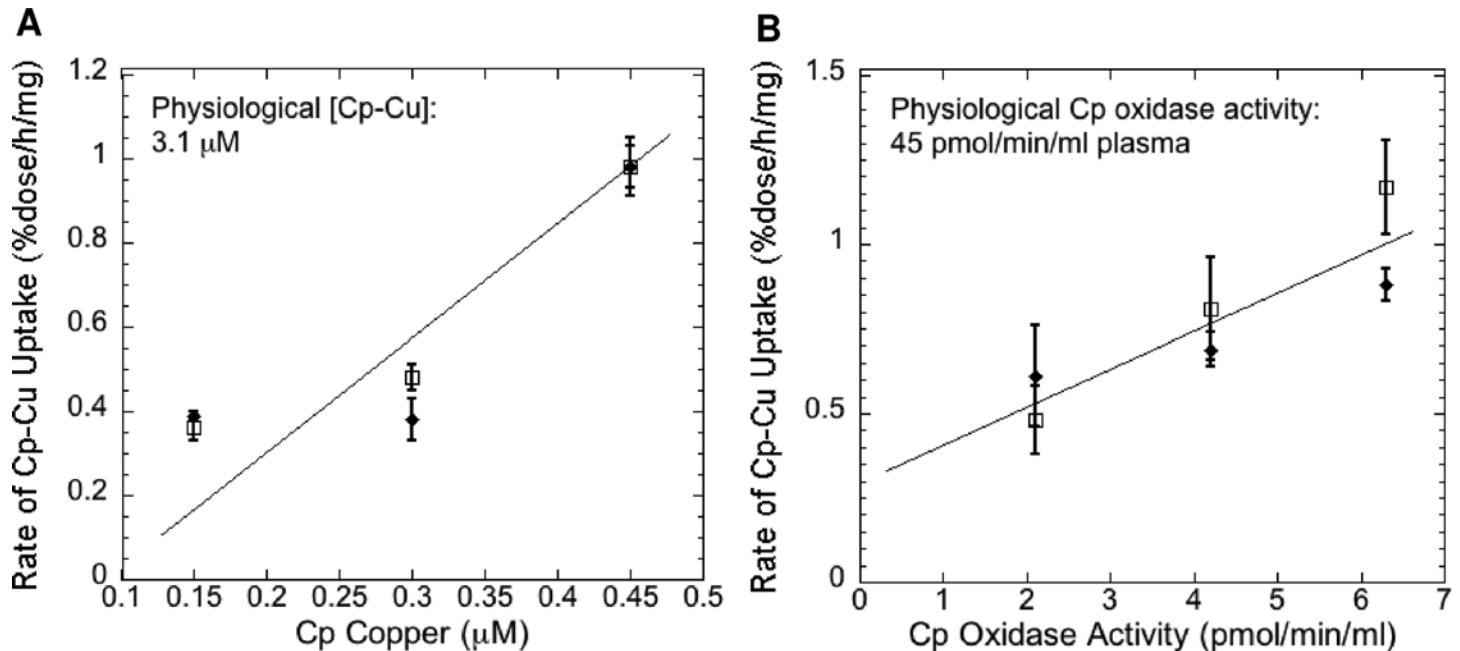 A
Rate of Cp-Cu Uptake (%dose/h/mg)
1.2
1
0.8
0.6
0.4
0.2
0
Physiological [Cp-Cu]:
3.1 μM
0.1 0.15 0.2 0.25 0.3 0.35 0.4 0.45 0.5
Cp Copper (μM)
B
Rate of Cp-Cu Uptake (%dose/h/mg)
1.5
1
0.5
0
Physiological Cp oxidase activity:
45 pmol/min/ml plasma
0 1 2 3 4 5 6 7
Cp Oxidase Activity (pmol/min/ml)